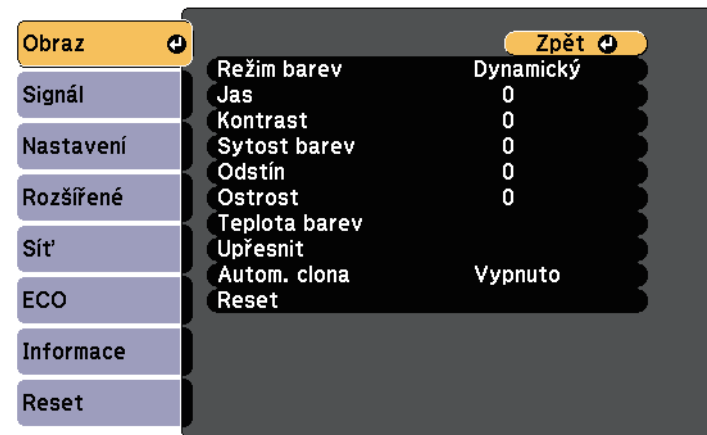 Obraz
Signál
Nastavení
Rozšířené
Síť
ECO
Informace
Reset
Zpět
Režim barev Dynamický
Jas 0
Kontrast 0
Sytost barev 0
Odstín 0
Ostrost 0
Teplota barev
Upřesnit
Autom. clona Vypnuto
Reset